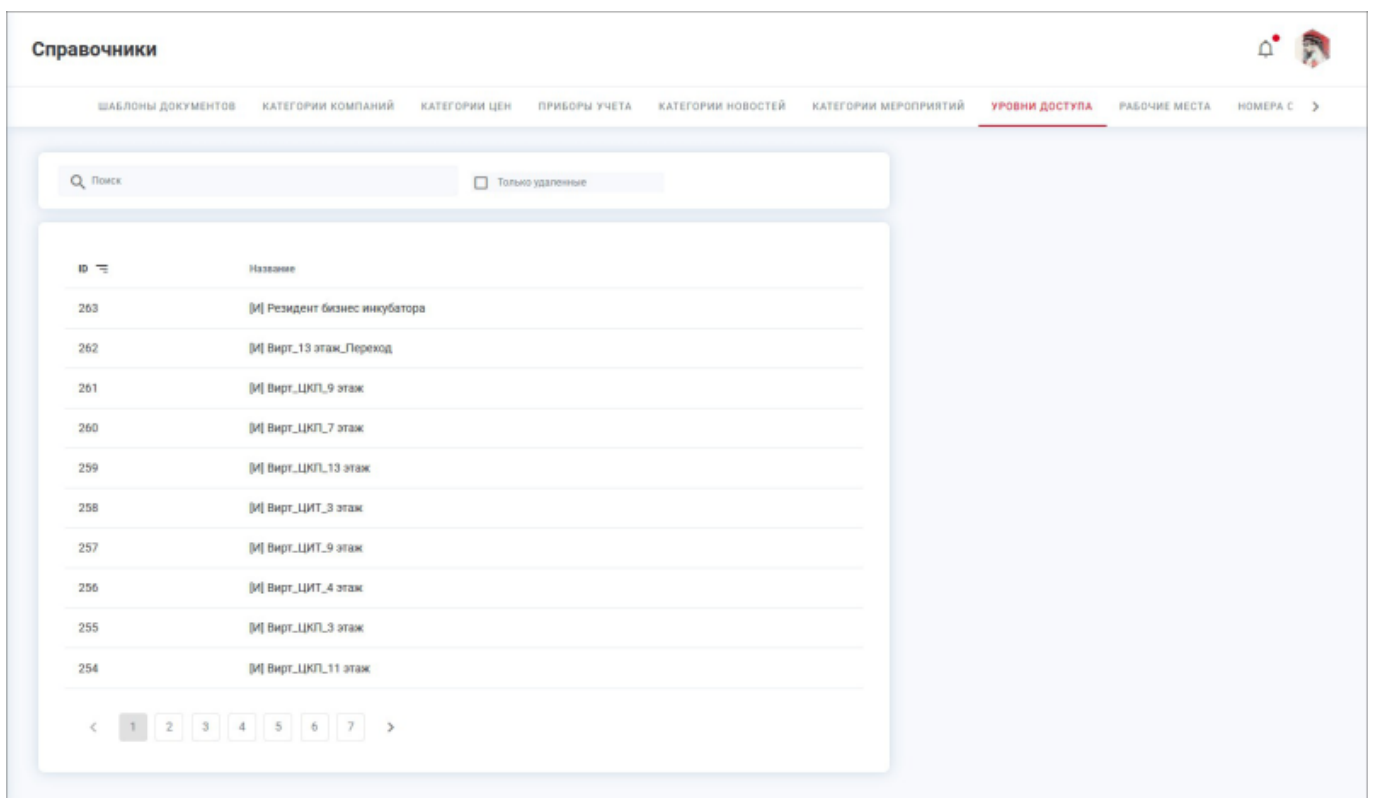 Справочники
ШАБЛОНЫ ДОКУМЕНТОВ КАТЕГОРИИ КОМПАНИЙ КАТЕГОРИИ ЦЕН ПРИБОРЫ УЧЕТА КАТЕГОРИИ НОВОСТЕЙ КАТЕГОРИИ МЕРОПРИЯТИЙ УРОВНИ ДОСТУПА РАБОЧИЕ МЕСТА НОМЕРА С
Поиск Только удаленные
ID Название
263 [И] Резидент бизнес инкубатора
262 [И] Вирт_13 этаж_Переход
261 [И] Вирт_ЦКП_9 этаж
260 [И] Вирт_ЦКП_7 этаж
259 [И] Вирт_ЦКП_13 этаж
258 [И] Вирт_ЦИТ_3 этаж
257 [И] Вирт_ЦИТ_9 этаж
256 [И] Вирт_ЦИТ_4 этаж
255 [И] Вирт_ЦКП_3 этаж
254 [И] Вирт_ЦКП_11 этаж
1 2 3 4 5 6 7